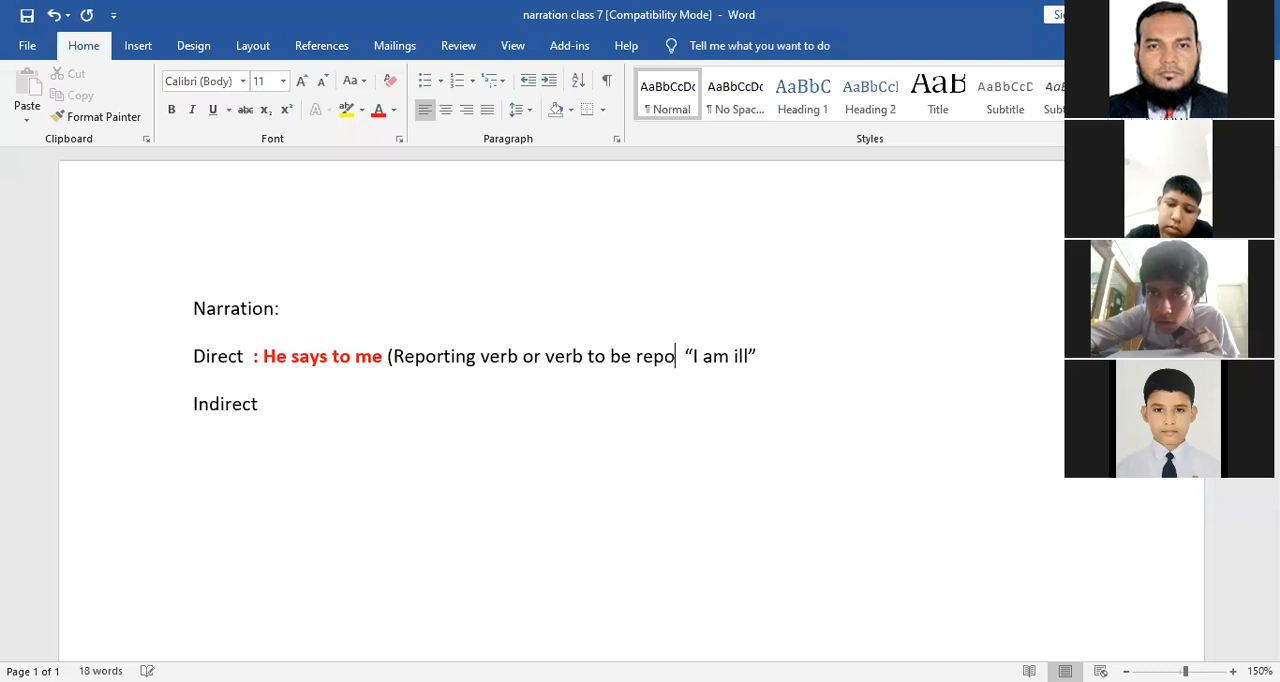 narration class 7 [Compatibility Mode] - Word
File Home Insert Design Layout References Mailings Review View Add-ins Help Tell me what you want to do
Paste Cut Copy Format Painter
Calibri (Body) 11
AaBbCcDc AaBbCcDc AaBbC AaBbCc AaB AaBbCcD
¶ Normal ¶ No Spac... Heading 1 Heading 2 Title Subtitle
Clipboard Font Paragraph Styles
Narration:
Direct : He says to me (Reporting verb or verb to be repo “I am ill”
Indirect
Page 1 of 1 18 words 150%